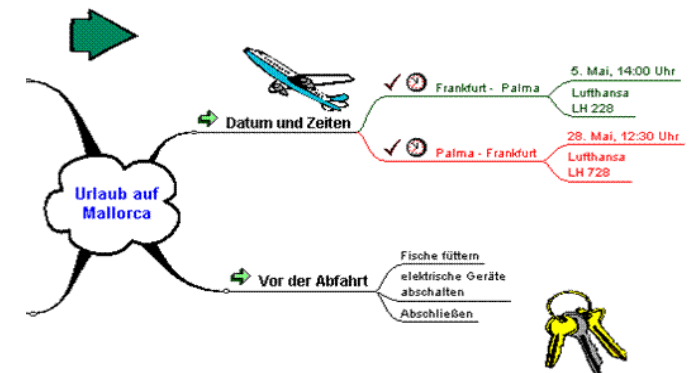 Urlaub auf
Mallorca
Datum und Zeiten
Frankfurt - Palma
5. Mai, 14:00 Uhr
Lufthansa
LH 228
Palma - Frankfurt
28. Mai, 12:30 Uhr
Lufthansa
LH 728
Vor der Abfahrt
Fische füttern
elektrische Geräte
abschalten
Abschließen